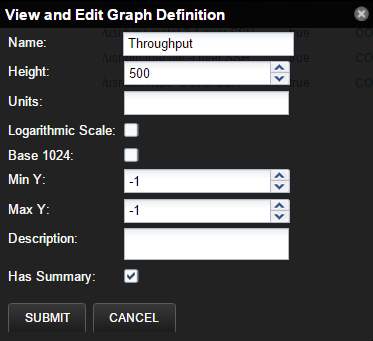 View and Edit Graph Definition
Name: Throughput
Height: 500
Units:
Logarithmic Scale:
Base 1024:
Min Y: -1
Max Y: -1
Description:
Has Summary:
SUBMIT CANCEL